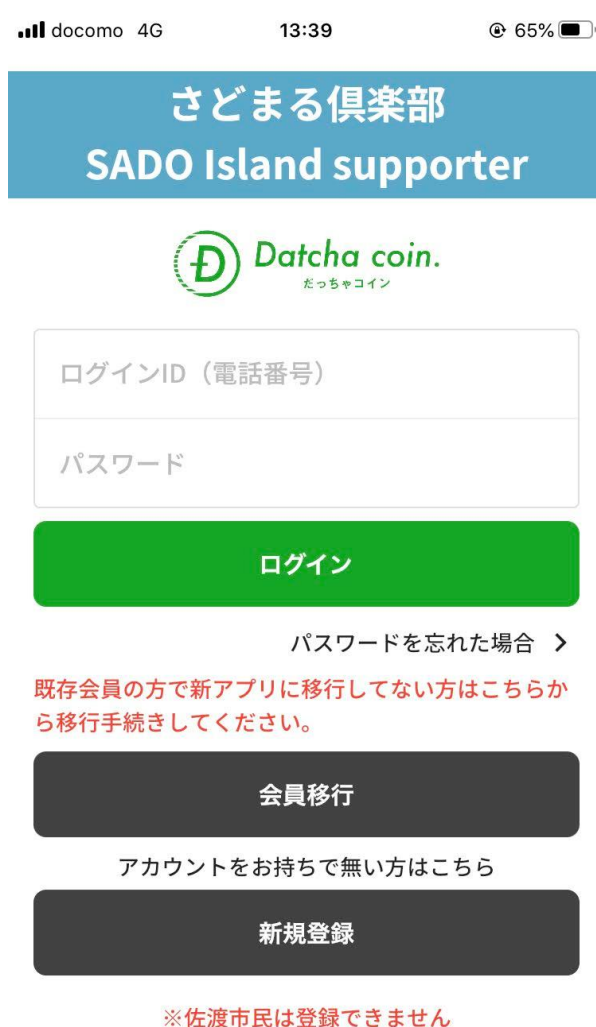 docomo 4G 13:39 65%
さどまる倶楽部
SADO Island supporter
Datcha coin.
だっちゃコイン
ログインID（電話番号）
パスワード
ログイン
パスワードを忘れた場合
既存会員の方で新アプリに移行してない方はこちらか
ら移行手続きしてください。
会員移行
アカウントをお持ちで無い方はこちら
新規登録
※佐渡市民は登録できません